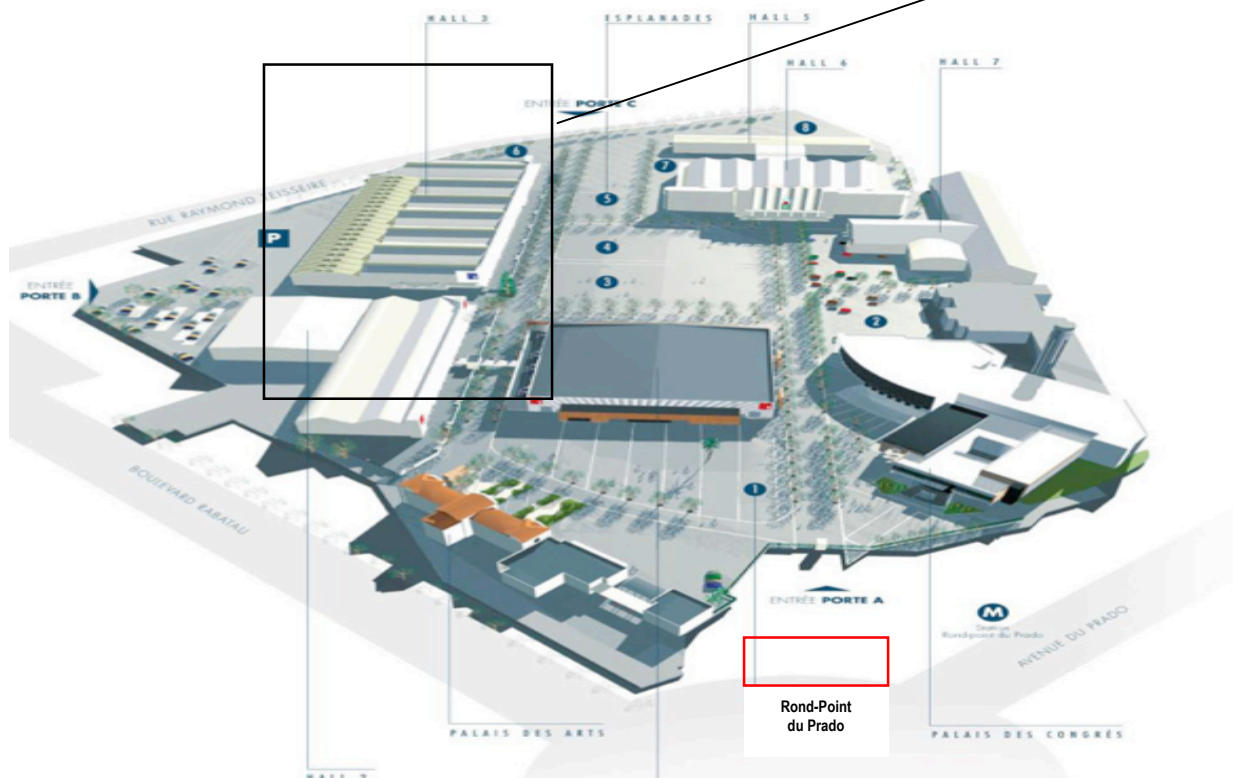 HALL 3
ESPLANADES
HALL 5
HALL 6
HALL 7
ENTRÉE PORTE C
8
6
7
RUE RAYMOND TEISSEIRE
5
P
4
ENTRÉE
PORTE B
3
2
1
BOULEVARD RABATAU
ENTRÉE PORTE A
M
Station
Rond-point du Prado
AVENUE DU PRADO
Rond-Point
du Prado
PALAIS DES ARTS
PALAIS DES CONGRÉS
HALL 2